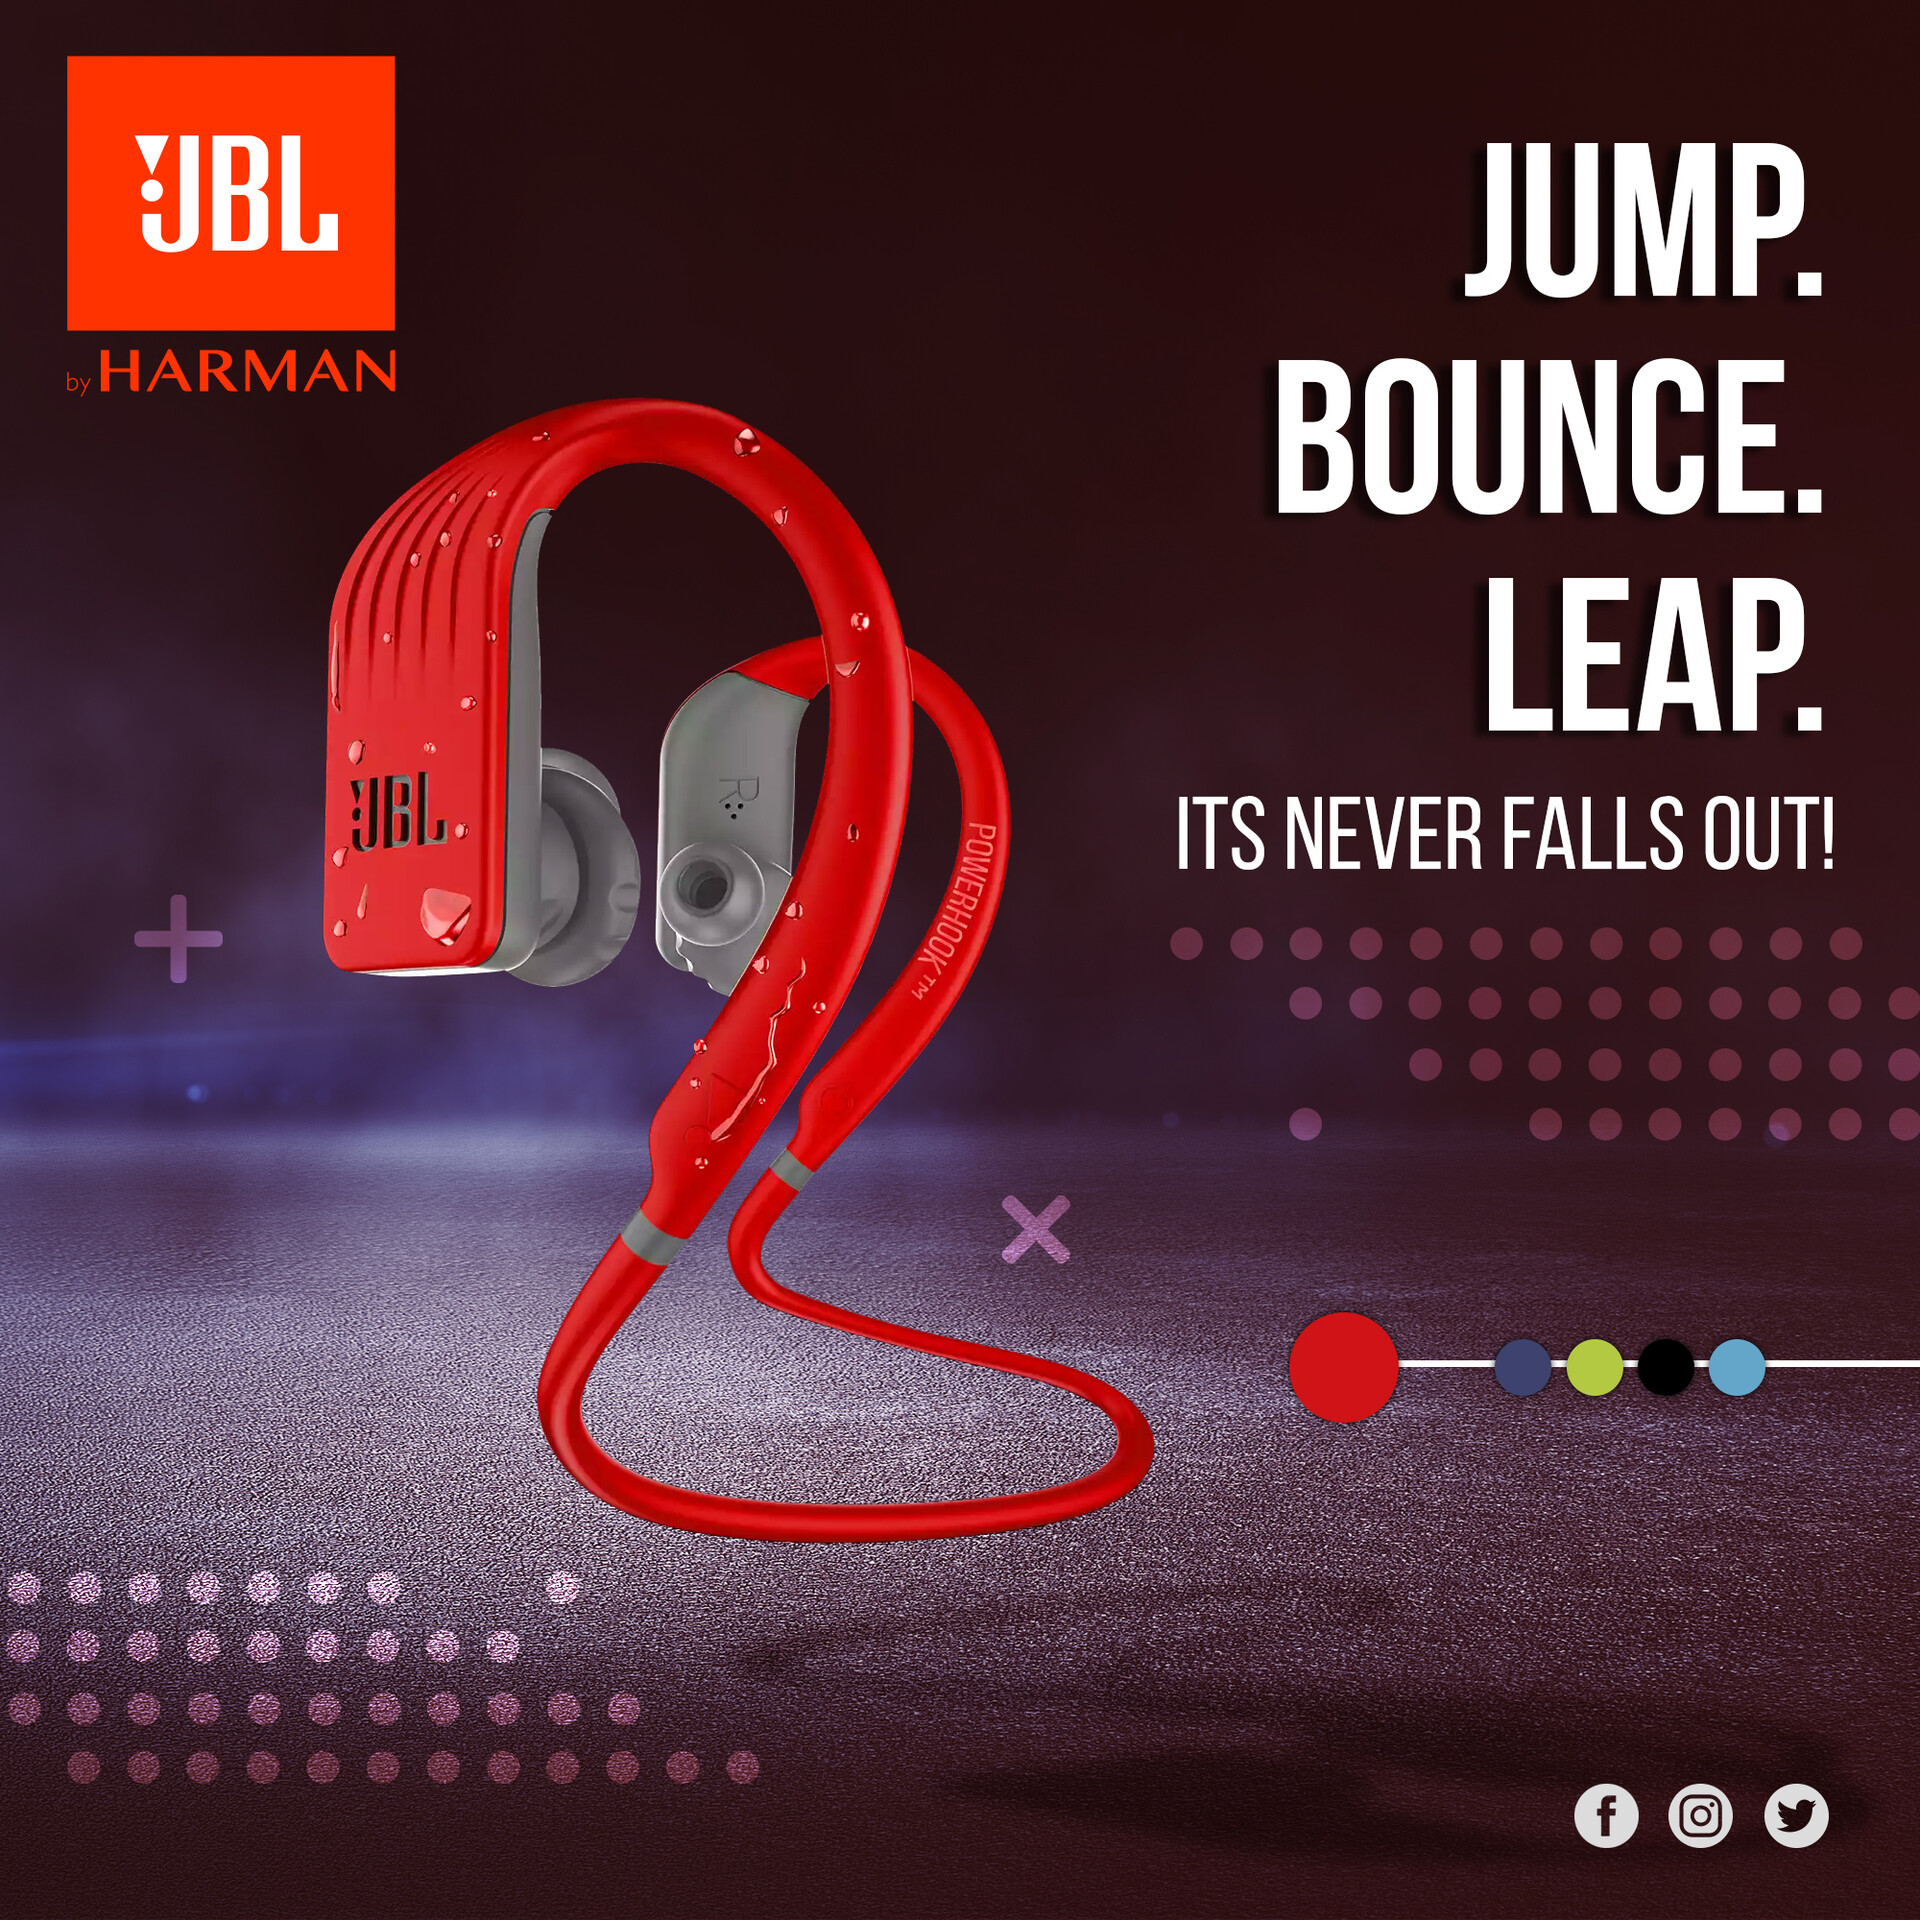 JBL
by HARMAN
JUMP.
BOUNCE.
LEAP.
ITS NEVER FALLS OUT!
JBL
R
POWERHOOK™